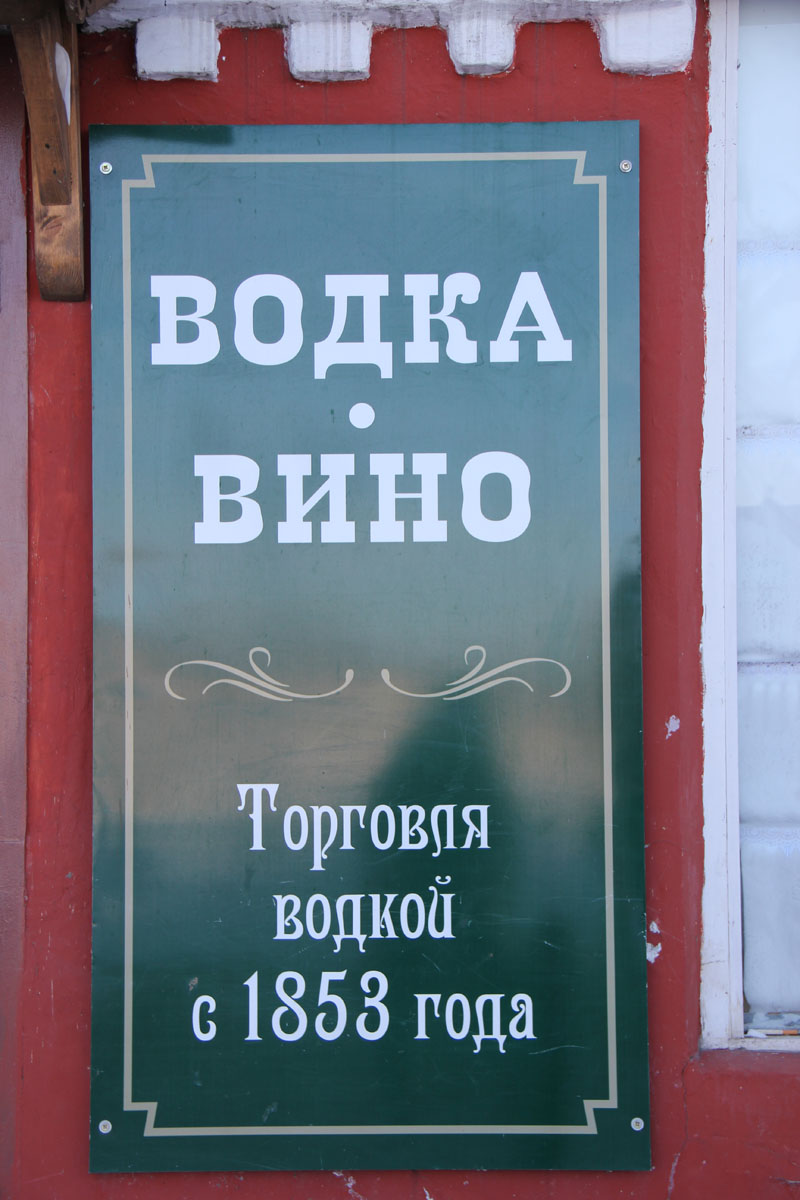 ВОДКА
•
ВИНО
Торговля
водкой
с 1853 года